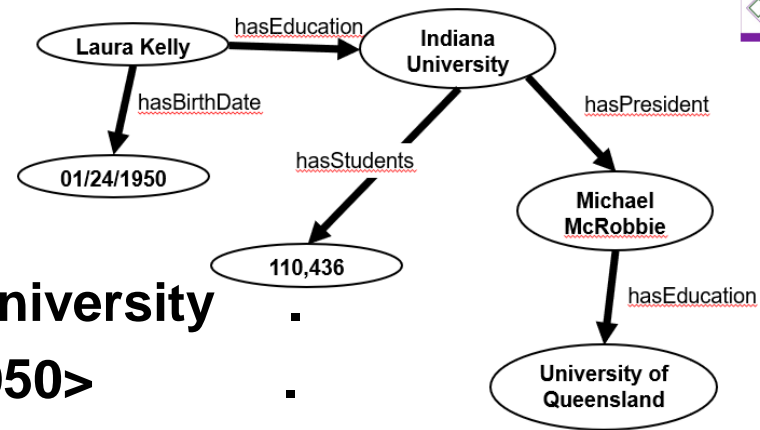 hasEducation
Laura Kelly
Indiana
University
hasBirthDate
hasPresident
hasStudents
01/24/1950
Michael
McRobbie
110,436
niversity .
hasEducation
50> .
University of
Queensland